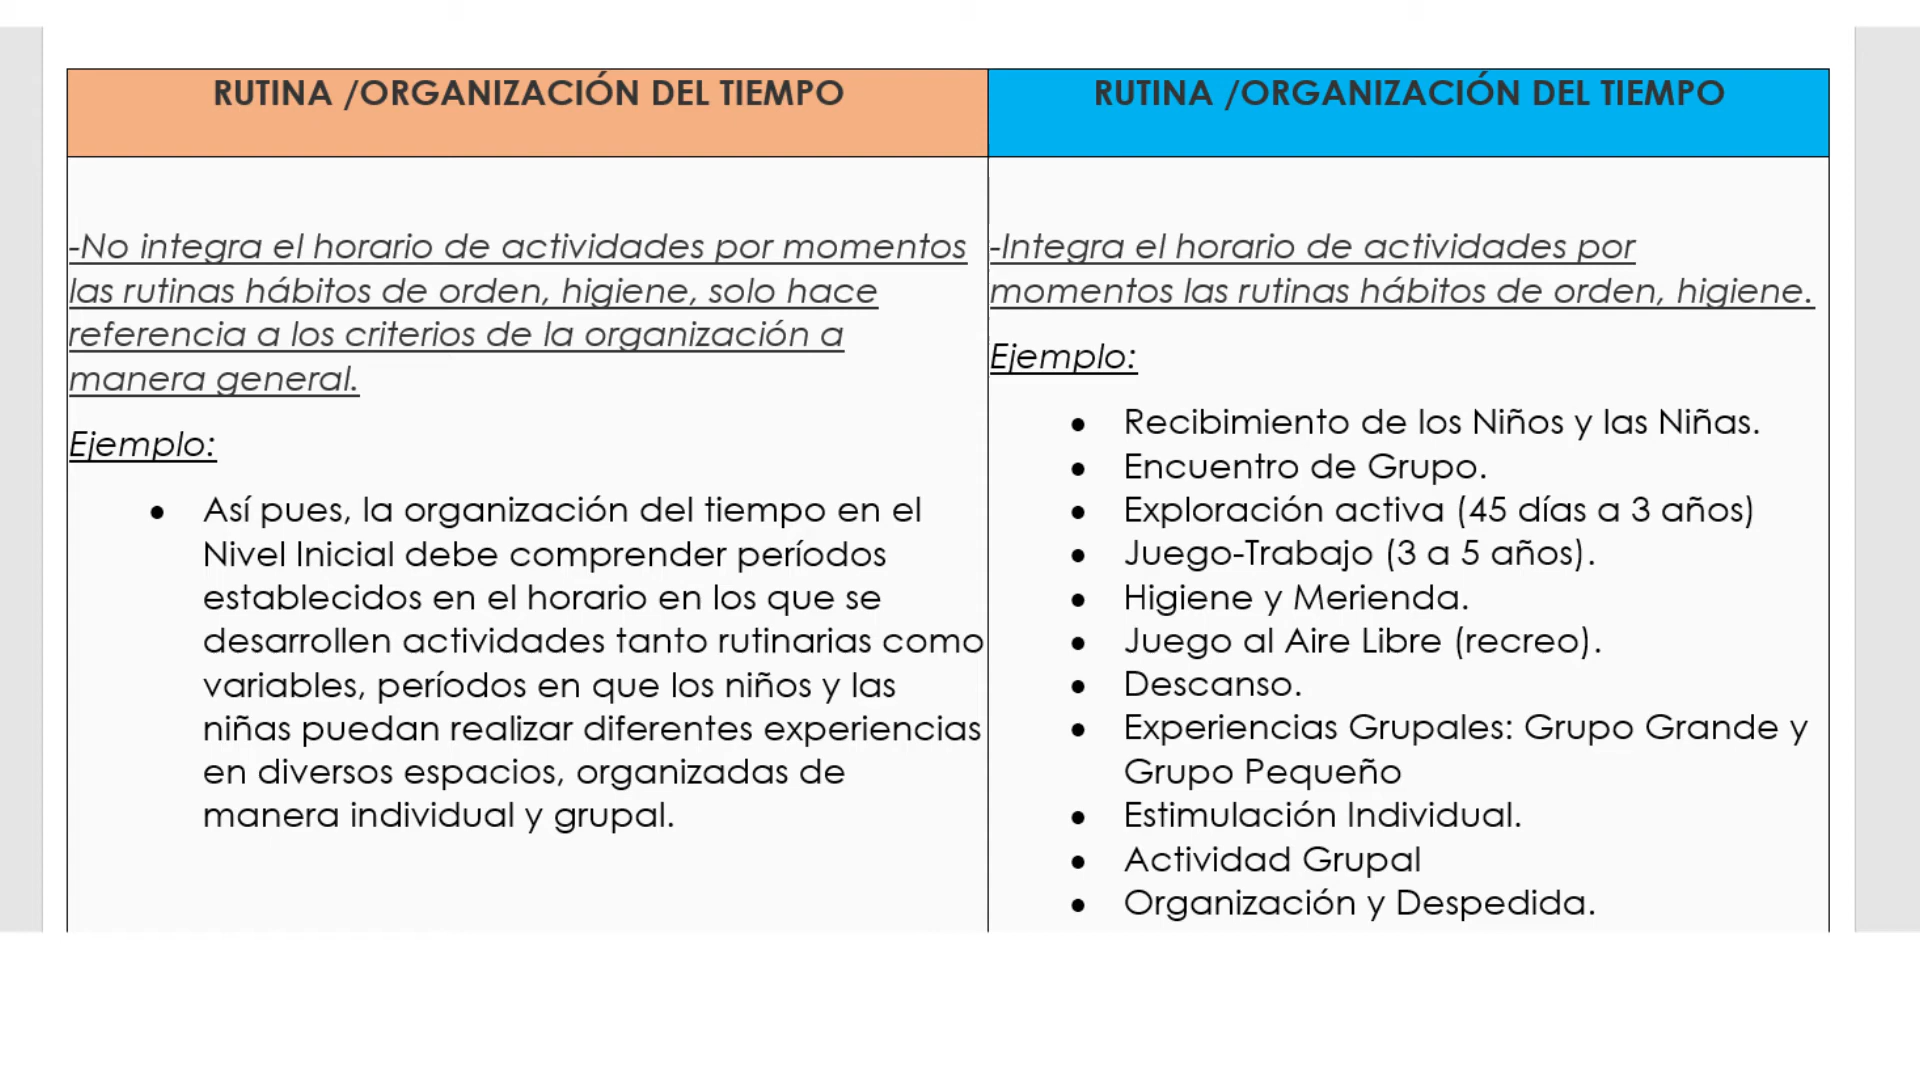 RUTINA /ORGANIZACIÓN DEL TIEMPO
-No integra el horario de actividades por momentos
las rutinas hábitos de orden, higiene, solo hace
referencia a los criterios de la organización a
manera general.
Ejemplo:
• Así pues, la organización del tiempo en el
Nivel Inicial debe comprender períodos
establecidos en el horario en los que se
desarrollen actividades tanto rutinarias como
variables, períodos en que los niños y las
niñas puedan realizar diferentes experiencias
en diversos espacios, organizadas de
manera individual y grupal.
RUTINA /ORGANIZACIÓN DEL TIEMPO
-Integra el horario de actividades por
momentos las rutinas hábitos de orden, higiene.
Ejemplo:
• Recibimiento de los Niños y las Niñas.
• Encuentro de Grupo.
• Exploración activa (45 días a 3 años)
• Juego-Trabajo (3 a 5 años).
• Higiene y Merienda.
• Juego al Aire Libre (recreo).
• Descanso.
• Experiencias Grupales: Grupo Grande y
Grupo Pequeño
• Estimulación Individual.
• Actividad Grupal
• Organización y Despedida.